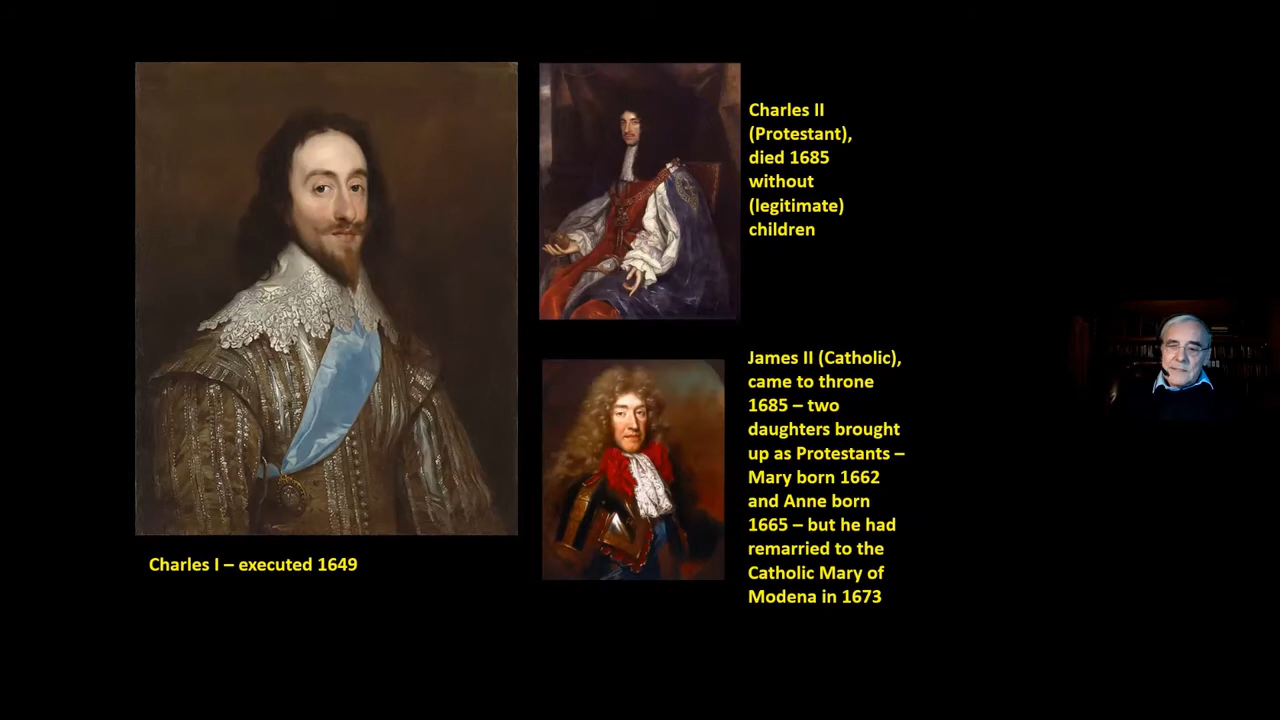 Charles II
(Protestant),
died 1685
without
(legitimate)
children
James II (Catholic),
came to throne
1685 – two
daughters brought
up as Protestants –
Mary born 1662
and Anne born
1665 – but he had
remarried to the
Catholic Mary of
Modena in 1673
Charles I – executed 1649